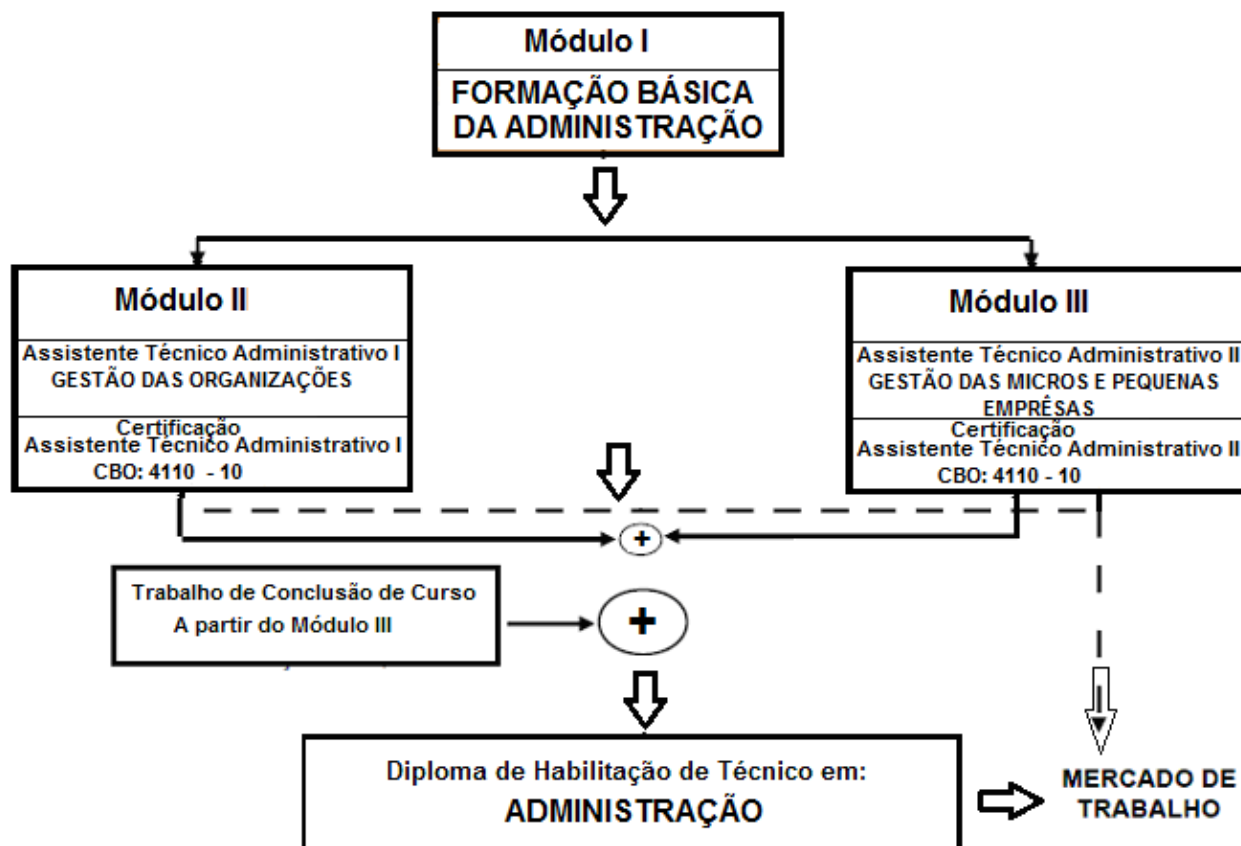 Módulo I
FORMAÇÃO BÁSICA
DA ADMINISTRAÇÃO
Módulo II
Assistente Técnico Administrativo I
GESTÃO DAS ORGANIZAÇÕES
Certificação
Assistente Técnico Administrativo I
CBO: 4110 - 10
Módulo III
Assistente Técnico Administrativo II
GESTÃO DAS MICROS E PEQUENAS
EMPRÊSAS
Certificação
Assistente Técnico Administrativo II
CBO: 4110 - 10
+
Trabalho de Conclusão de Curso
A partir do Módulo III
+
Diploma de Habilitação de Técnico em:
ADMINISTRAÇÃO
MERCADO DE
TRABALHO